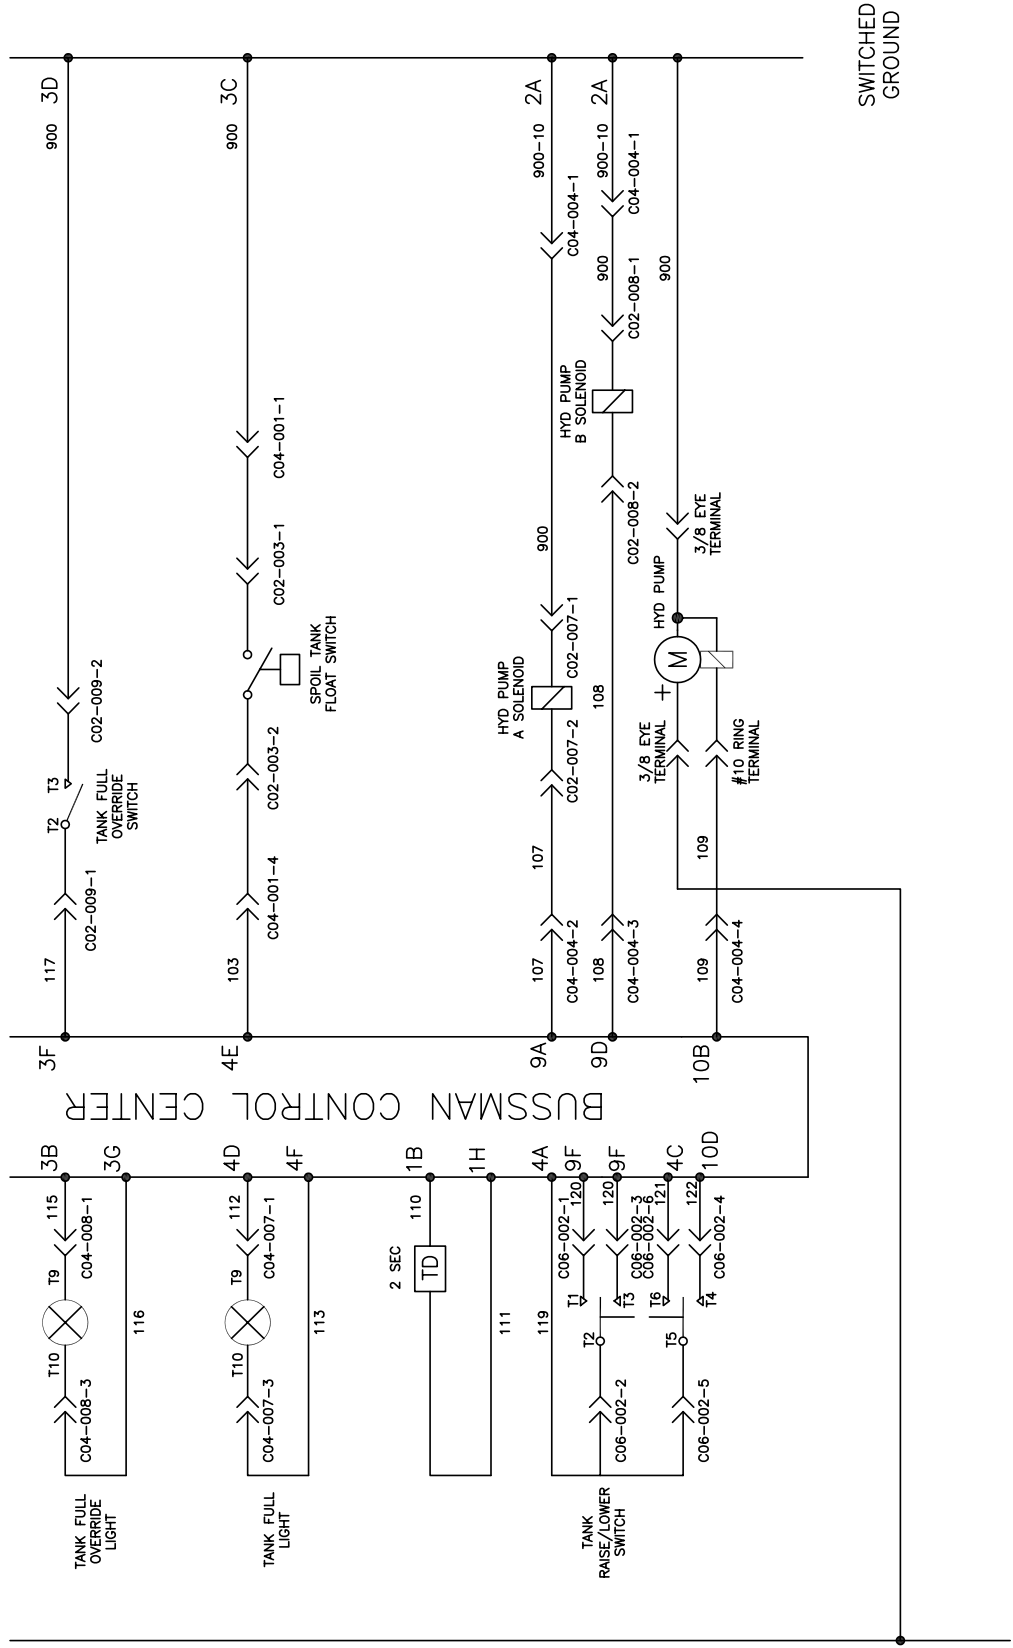 SWITCHED
GROUND
3D
900
3C
900
2A
900-10
C04-004-1
2A
900-10
C04-004-1
900
C02-008-1
900
HYD PUMP
B SOLENOID
C04-001-1
C02-003-1
C02-008-2
3/8 EYE
TERMINAL
900
HYD PUMP
C02-009-2
SPOIL TANK
FLOAT SWITCH
C02-007-1
HYD PUMP
A SOLENOID
108
M
+
T3
T2
TANK FULL
OVERRIDE
SWITCH
C02-003-2
C02-007-2
3/8 EYE
TERMINAL
#10 RING
TERMINAL
C02-009-1
C04-001-4
107
109
117
103
107
C04-004-2
108
C04-004-3
109
C04-004-4
3F
4E
9A
9D
10B
BUSSMAN CONTROL CENTER
3B
3G
4D
4F
1B
1H
4A
9F
9F
4C
10D
115
C04-008-1
T9
T10
C04-008-3
116
TANK FULL
OVERRIDE
LIGHT
112
C04-007-1
T9
T10
C04-007-3
113
TANK FULL
LIGHT
110
2 SEC
TD
111
119
120
C06-002-1
120
C06-002-3
121
C06-002-6
122
C06-002-4
T1
T3
T6
T4
T2
T5
C06-002-2
C06-002-5
TANK
RAISE/LOWER
SWITCH